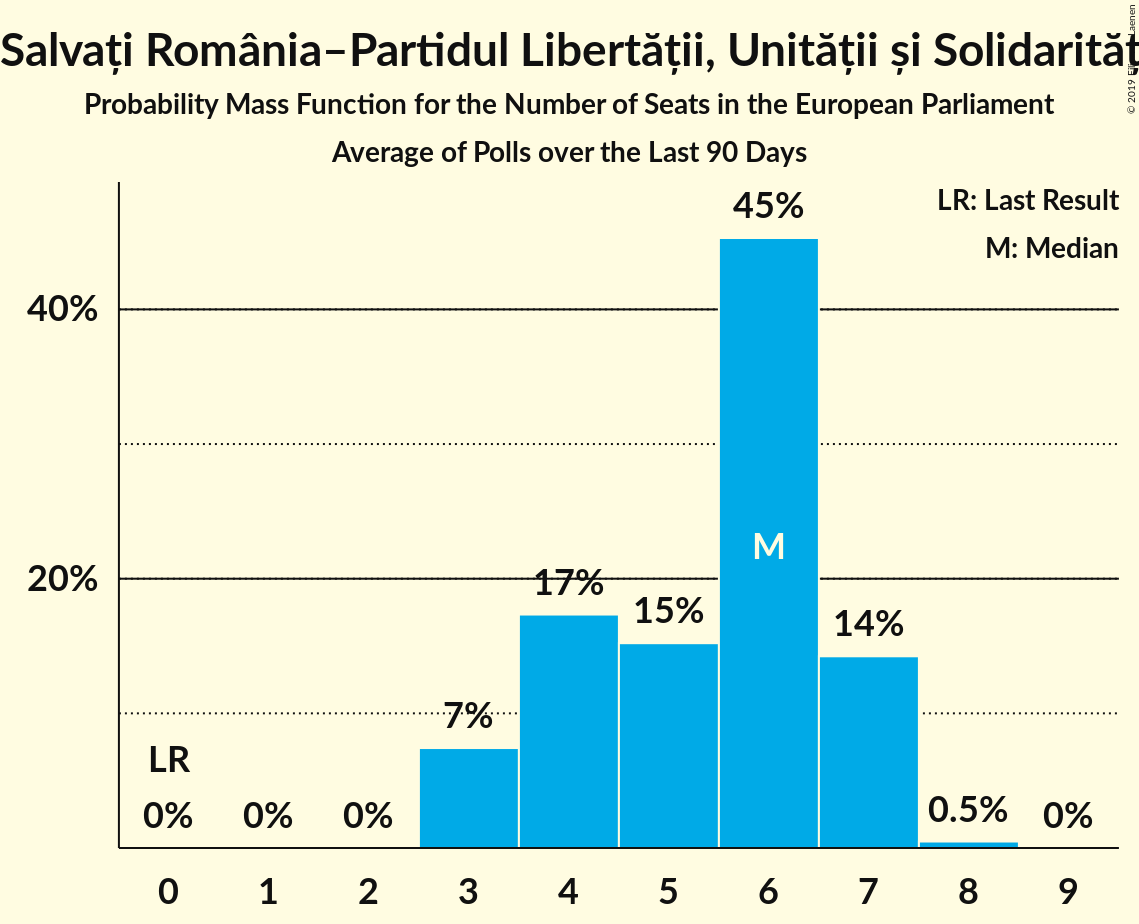 Salvați România–Partidul Libertății, Unității și Solidarităț
Probability Mass Function for the Number of Seats in the European Parliament
Average of Polls over the Last 90 Days
© 2019 Laenen
LR: Last Result
M: Median
45%
40%
M
20%
17%
15%
14%
7%
LR
0%
0%
0%
0.5%
0%
0 1 2 3 4 5 6 7 8 9